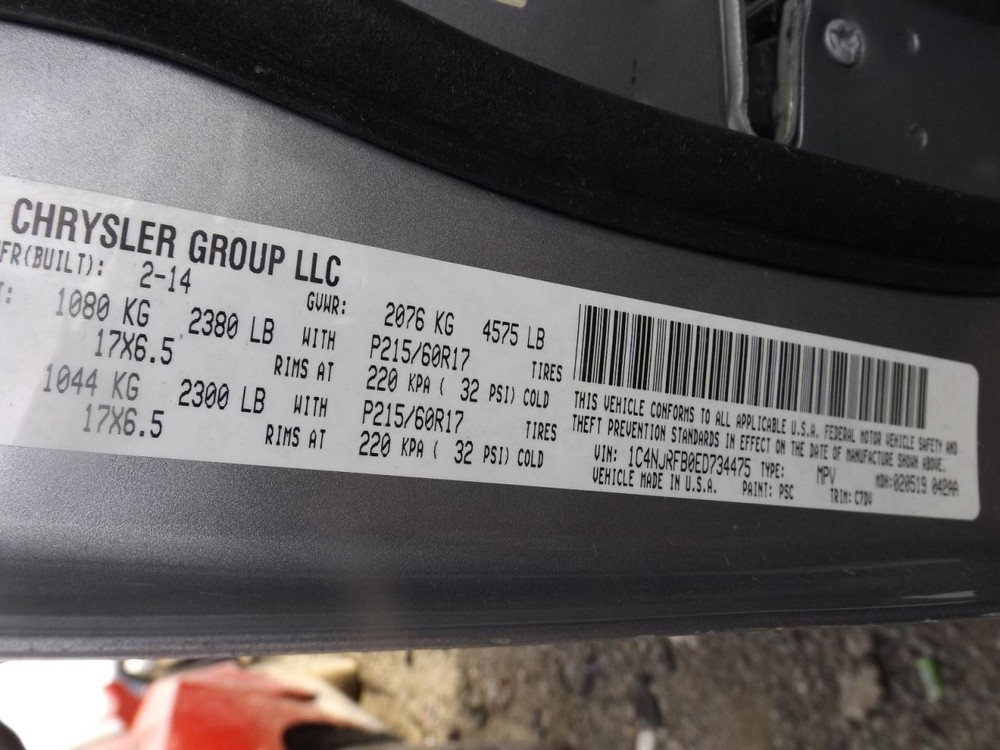 CHRYSLER GROUP LLC
FR(BUILT): 2-14 GVWR: 2076 KG 4575 LB
T: 1080 KG 2380 LB WITH P215/60R17 TIRES
17X6.5 RIMS AT 220 KPA ( 32 PSI) COLD
1044 KG 2300 LB WITH P215/60R17 TIRES
17X6.5 RIMS AT 220 KPA ( 32 PSI) COLD
THIS VEHICLE CONFORMS TO ALL APPLICABLE U.S.A. FEDERAL MOTOR VEHICLE SAFETY AND
THEFT PREVENTION STANDARDS IN EFFECT ON THE DATE OF MANUFACTURE SHOWN ABOVE.
VIN: 1C4NJRFB0ED734475 TYPE: MPV MDH:020519 042AA
VEHICLE MADE IN U.S.A. PAINT: PSC TRIM: C7DV